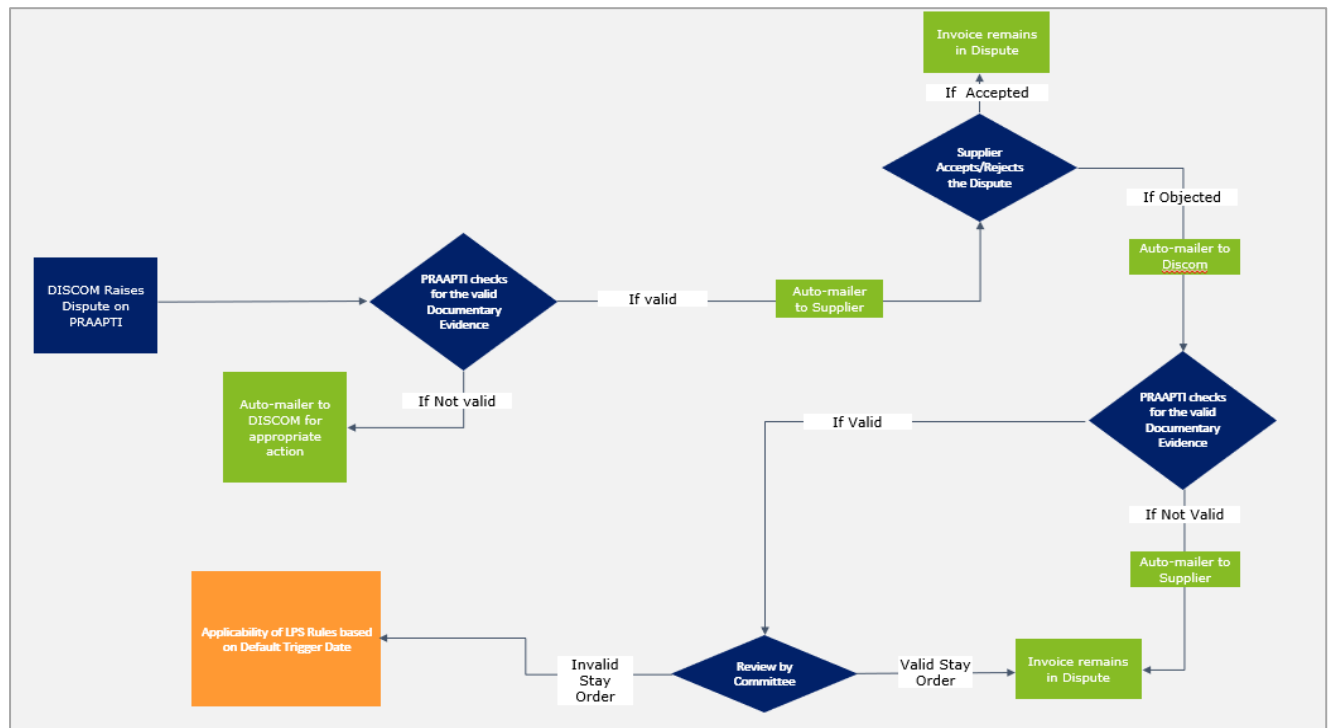 Invoice remains
in Dispute
If  Accepted
Supplier
Accepts/Rejects
the Dispute
If Objected
Auto-mailer to
Discom
DISCOM Raises
Dispute on
PRAAPTI
PRAAPTI checks
for the valid
Documentary
Evidence
If valid
Auto-mailer
to Supplier
If Not valid
Auto-mailer to
DISCOM for
appropriate
action
PRAAPTI checks
for the valid
Documentary
Evidence
If Valid
If Not Valid
Auto-mailer to
Supplier
Applicability of LPS Rules based
on Default Trigger Date
Invalid
Stay
Order
Review by
Committee
Valid Stay
Order
Invoice remains
in Dispute